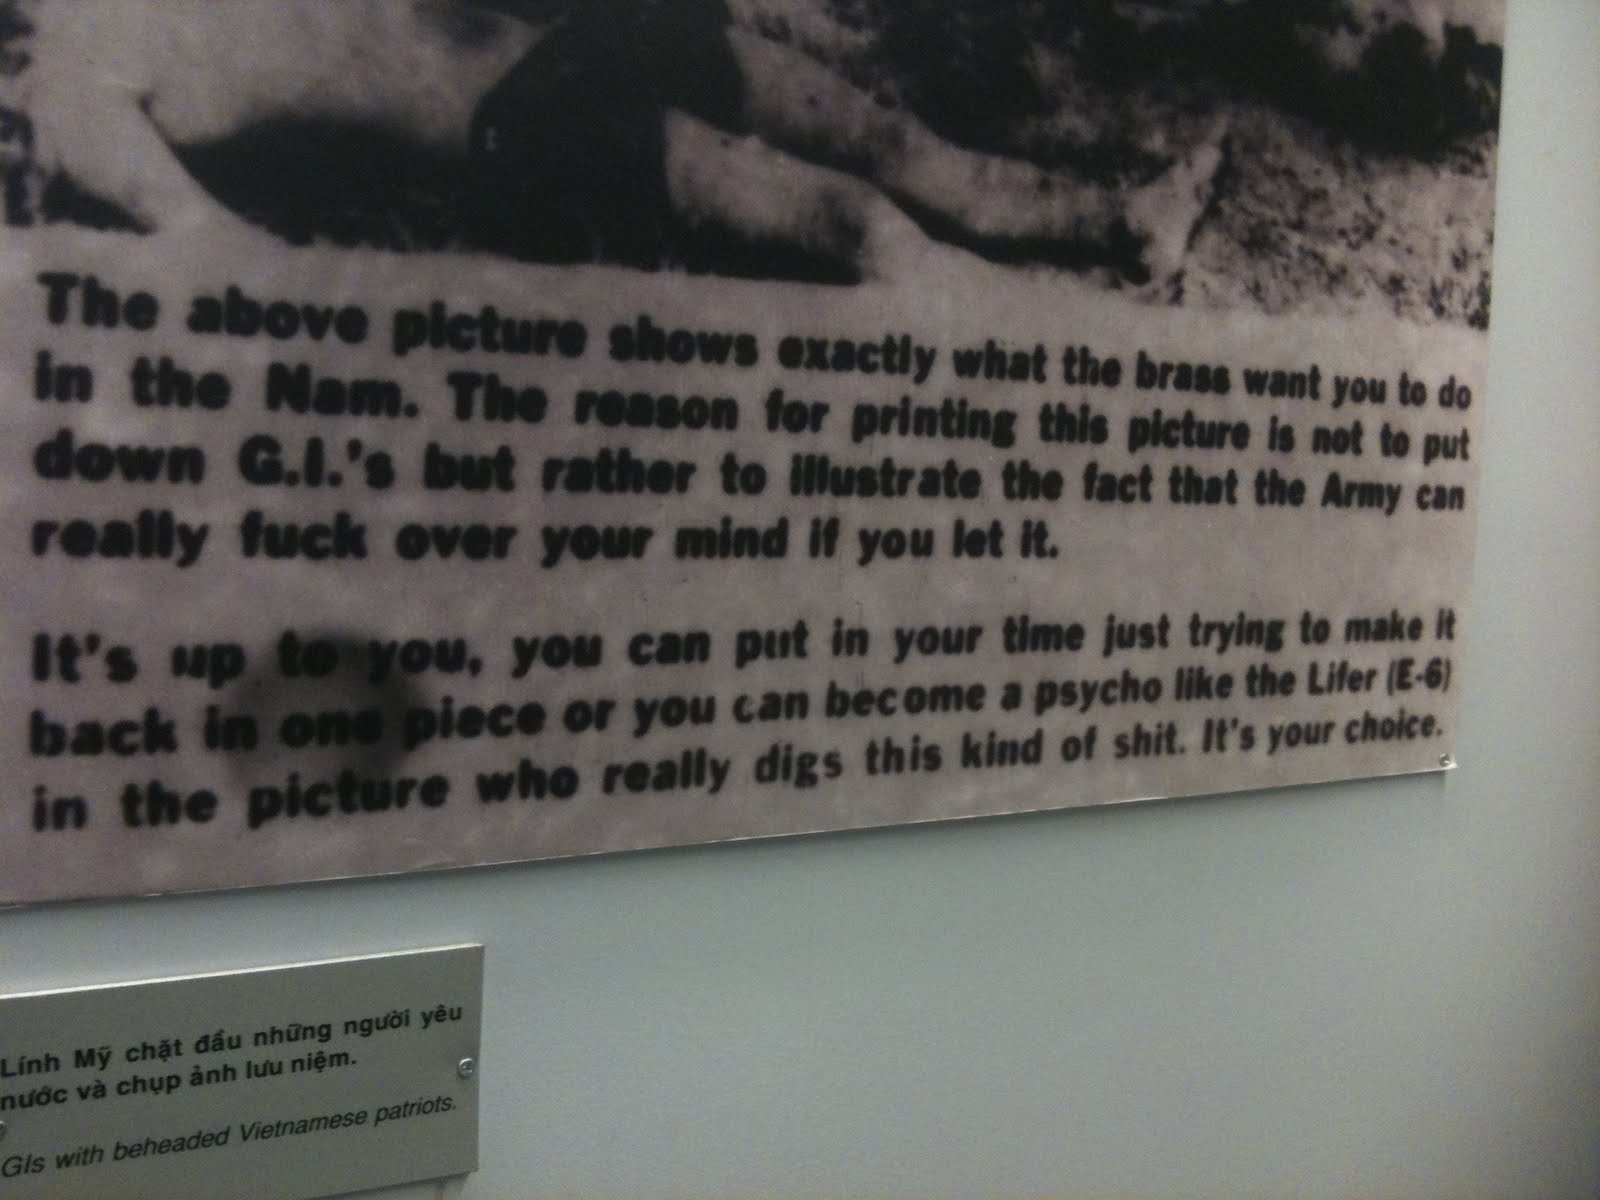 The above picture shows exactly what the brass want you to do
in the Nam. The reason for printing this picture is not to put
down G.I.'s but rather to illustrate the fact that the Army can
really fuck over your mind if you let it.
It's up to you, you can put in your time just trying to make it
back in one piece or you can become a psycho like the Lifer (E-6)
in the picture who really digs this kind of shit. It's your choice.
Lính Mỹ chặt đầu những người yêu
nước và chụp ảnh lưu niệm.
GIs with beheaded Vietnamese patriots.